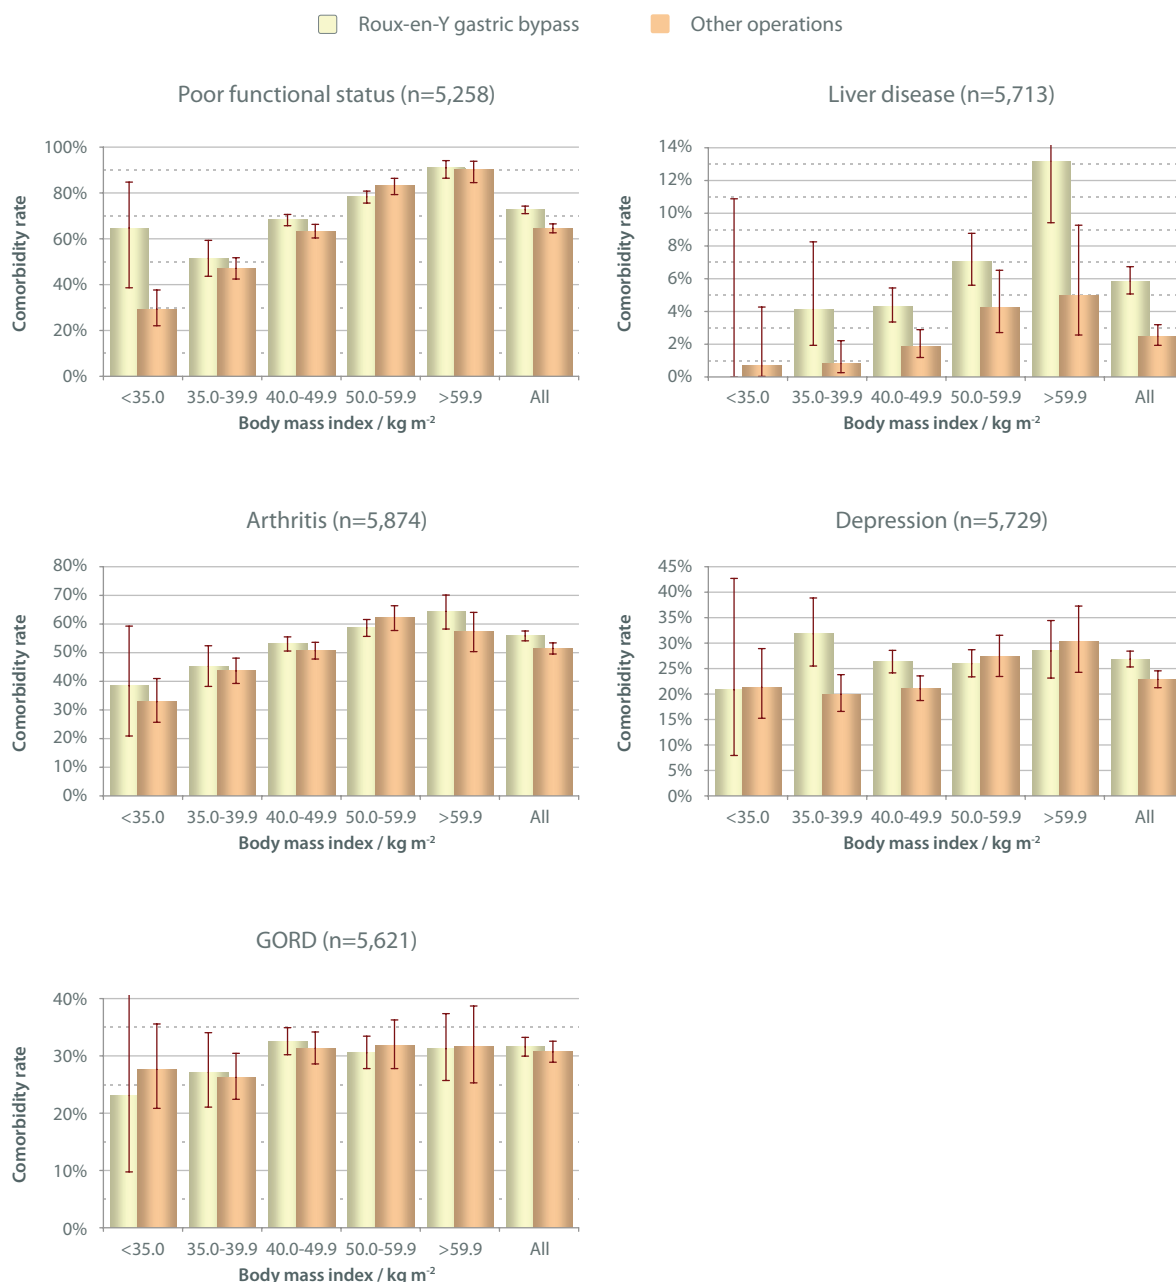 Roux-en-Y gastric bypass Other operations
Poor functional status (n=5,258)
Comorbidity rate
100%
80%
60%
40%
20%
0%
<35.0 35.0-39.9 40.0-49.9 50.0-59.9 >59.9 All
Body mass index / kg m⁻²
Liver disease (n=5,713)
Comorbidity rate
14%
13%
12%
11%
10%
9%
8%
7%
6%
5%
4%
3%
2%
1%
0%
<35.0 35.0-39.9 40.0-49.9 50.0-59.9 >59.9 All
Body mass index / kg m⁻²
Arthritis (n=5,874)
Comorbidity rate
80%
70%
60%
50%
40%
30%
20%
10%
0%
<35.0 35.0-39.9 40.0-49.9 50.0-59.9 >59.9 All
Body mass index / kg m⁻²
Depression (n=5,729)
Comorbidity rate
45%
40%
35%
30%
25%
20%
15%
10%
5%
0%
<35.0 35.0-39.9 40.0-49.9 50.0-59.9 >59.9 All
Body mass index / kg m⁻²
GORD (n=5,621)
Comorbidity rate
40%
30%
20%
10%
0%
<35.0 35.0-39.9 40.0-49.9 50.0-59.9 >59.9 All
Body mass index / kg m⁻²